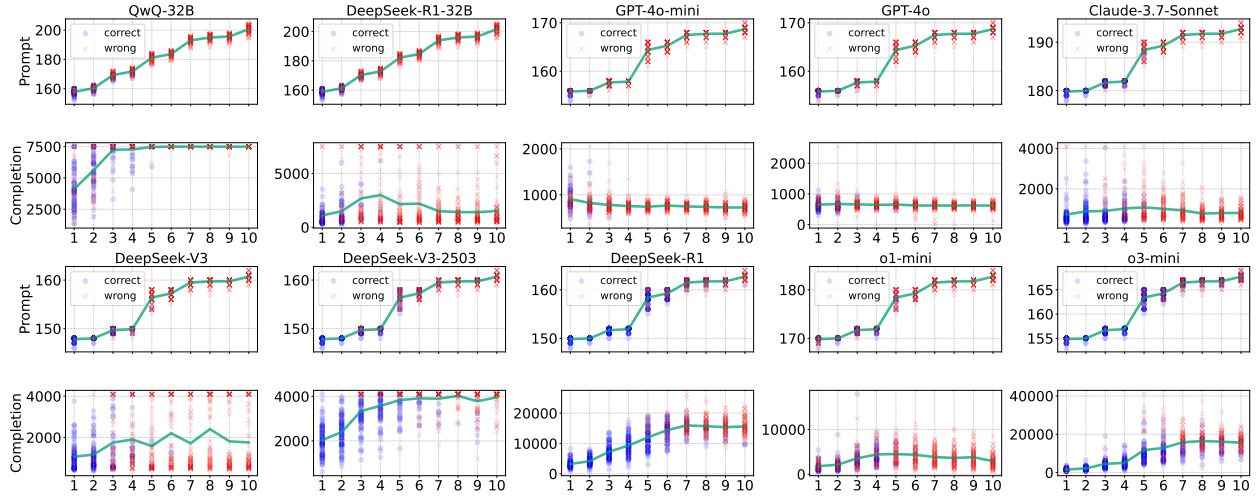 QwQ-32B DeepSeek-R1-32B GPT-4o-mini GPT-4o Claude-3.7-Sonnet
Prompt
200
180
160
correct
wrong
200
180
160
correct
wrong
170
160
correct
wrong
170
160
correct
wrong
190
180
correct
wrong
Completion
7500
5000
2500
1 2 3 4 5 6 7 8 9 10
5000
0
1 2 3 4 5 6 7 8 9 10
2000
1000
1 2 3 4 5 6 7 8 9 10
2000
1000
0
1 2 3 4 5 6 7 8 9 10
4000
2000
1 2 3 4 5 6 7 8 9 10
DeepSeek-V3 DeepSeek-V3-2503 DeepSeek-R1 o1-mini o3-mini
Prompt
160
150
correct
wrong
160
150
correct
wrong
160
150
correct
wrong
180
170
correct
wrong
165
160
155
correct
wrong
Completion
4000
2000
1 2 3 4 5 6 7 8 9 10
4000
2000
1 2 3 4 5 6 7 8 9 10
20000
10000
0
1 2 3 4 5 6 7 8 9 10
10000
0
1 2 3 4 5 6 7 8 9 10
40000
20000
0
1 2 3 4 5 6 7 8 9 10